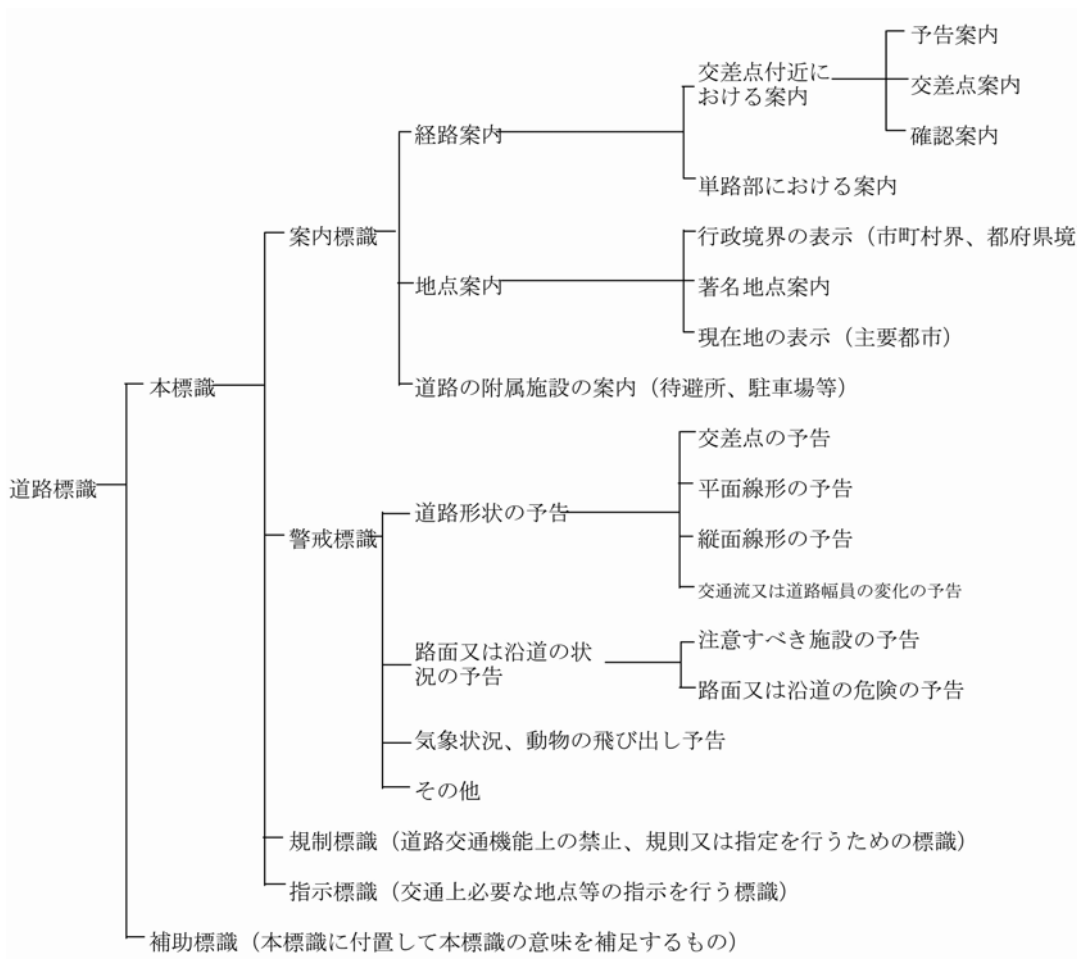 予告案内
交差点付近に
おける案内
交差点案内
経路案内
確認案内
単路部における案内
案内標識
行政境界の表示（市町村界、都府県境
地点案内
著名地点案内
現在地の表示（主要都市）
本標識
道路の附属施設の案内（待避所、駐車場等）
交差点の予告
道路標識
平面線形の予告
道路形状の予告
警戒標識
縦面線形の予告
交通流又は道路幅員の変化の予告
注意すべき施設の予告
路面又は沿道の状
況の予告
路面又は沿道の危険の予告
気象状況、動物の飛び出し予告
その他
規制標識（道路交通機能上の禁止、規則又は指定を行うための標識）
指示標識（交通上必要な地点等の指示を行う標識）
補助標識（本標識に付置して本標識の意味を補足するもの）